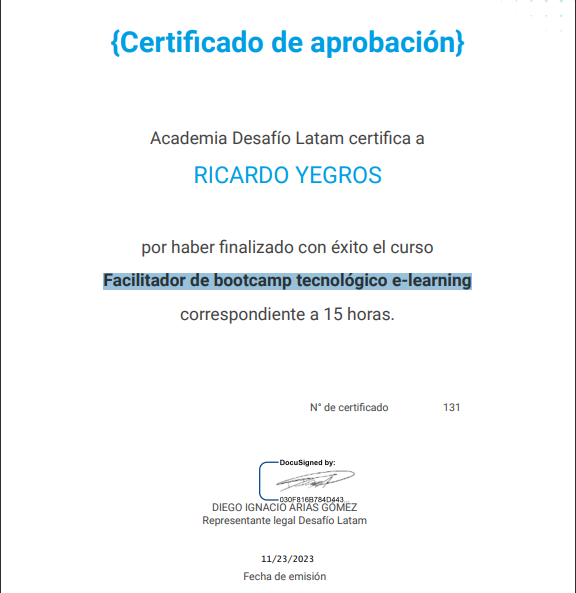 {Certificado de aprobación}
Academia Desafío Latam certifica a
RICARDO YEGROS
por haber finalizado con éxito el curso
Facilitador de bootcamp tecnológico e-learning
correspondiente a 15 horas.
N° de certificado 131
DocuSigned by:
030F816B784D443...
DIEGO IGNACIO ARIAS GÓMEZ
Representante legal Desafío Latam
11/23/2023
Fecha de emisión